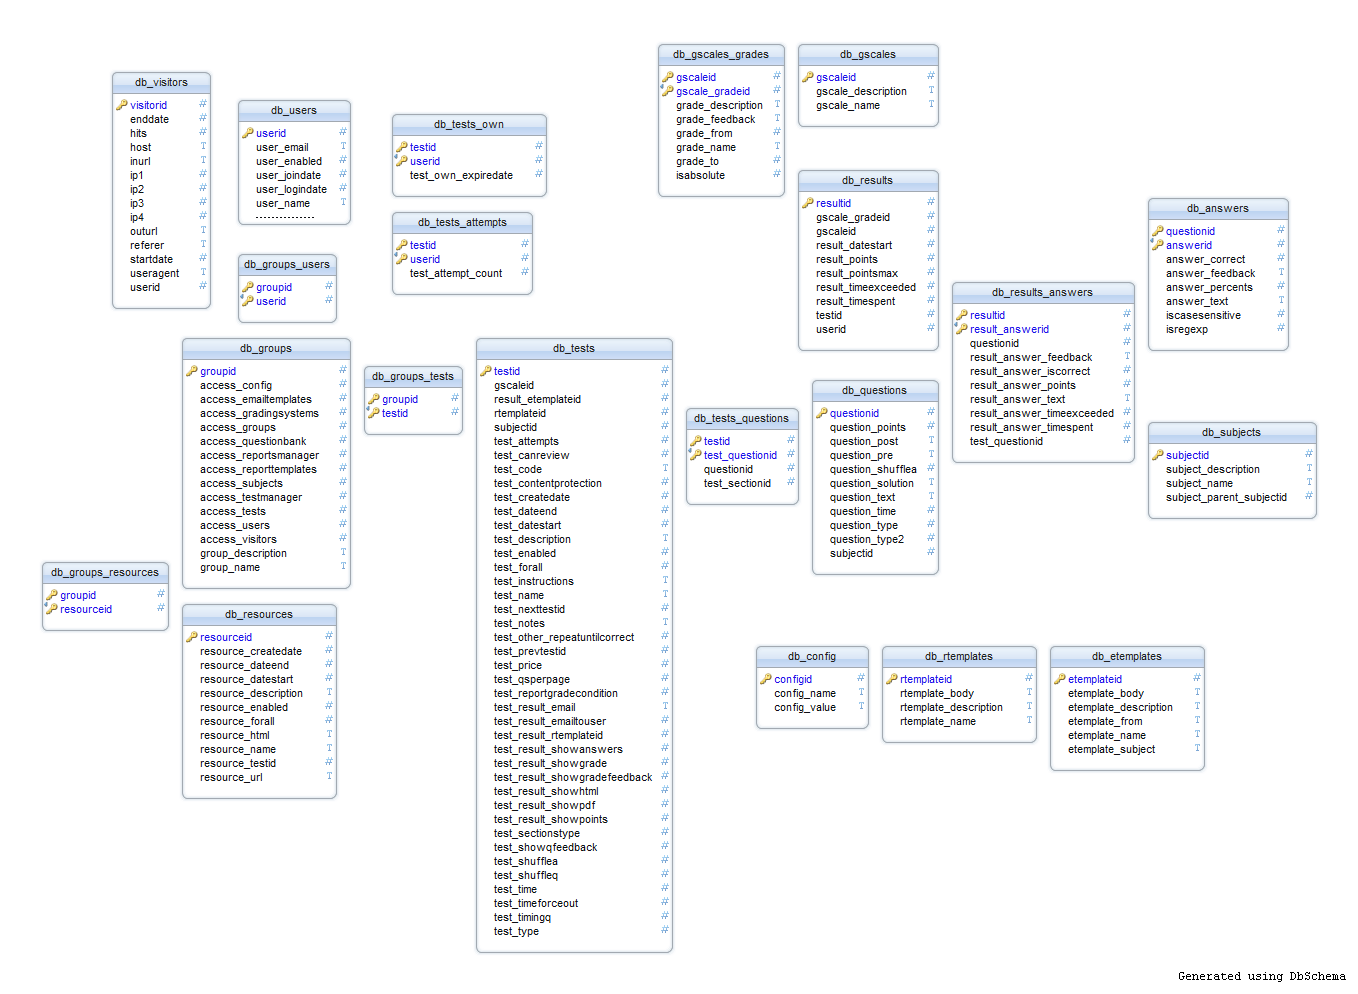 db_visitors
visitorid #
enddate #
hits #
host T
inurl T
ip1 #
ip2 #
ip3 #
ip4 #
outurl T
referer T
startdate #
useragent T
userid #
db_users
userid #
user_email T
user_enabled #
user_joindate #
user_logindate #
user_name T
---------------
db_groups_users
groupid #
userid #
db_tests_own
testid #
userid #
test_own_expiredate #
db_tests_attempts
testid #
userid #
test_attempt_count #
db_gscales_grades
gscaleid #
gscale_gradeid #
grade_description T
grade_feedback T
grade_from #
grade_name T
grade_to #
isabsolute #
db_gscales
gscaleid #
gscale_description T
gscale_name T
db_results
resultid #
gscale_gradeid #
gscaleid #
result_datestart #
result_points #
result_pointsmax #
result_timeexceeded #
result_timespent #
testid #
userid #
db_results_answers
resultid #
result_answerid #
questionid #
result_answer_feedback T
result_answer_iscorrect #
result_answer_points #
result_answer_text T
result_answer_timeexceeded #
result_answer_timespent #
test_questionid #
db_answers
questionid #
answerid #
answer_correct #
answer_feedback T
answer_percents #
answer_text T
iscasesensitive #
isregexp #
db_groups
groupid #
access_config #
access_emailtemplates #
access_gradingsystems #
access_groups #
access_questionbank #
access_reportsmanager #
access_reporttemplates #
access_subjects #
access_testmanager #
access_tests #
access_users #
access_visitors #
group_description T
group_name T
db_groups_tests
groupid #
testid #
db_tests
testid #
gscaleid #
result_etemplateid #
rtemplateid #
subjectid #
test_attempts #
test_canreview #
test_code T
test_contentprotection #
test_createdate #
test_dateend #
test_datestart #
test_description T
test_enabled #
test_forall #
test_instructions T
test_name T
test_nexttestid #
test_notes T
test_other_repeatuntilcorrect #
test_prevtestid #
test_price #
test_qsperpage #
test_reportgradecondition #
test_result_email T
test_result_emailtouser #
test_result_rtemplateid #
test_result_showanswers #
test_result_showgrade #
test_result_showgradefeedback #
test_result_showhtml #
test_result_showpdf #
test_result_showpoints #
test_sectionstype #
test_showqfeedback #
test_shufflea #
test_shuffleq #
test_time #
test_timeforceout #
test_timingq #
test_type #
db_tests_questions
testid #
test_questionid #
questionid #
test_sectionid #
db_questions
questionid #
question_points #
question_post T
question_pre T
question_shufflea #
question_solution T
question_text T
question_time #
question_type #
question_type2 #
subjectid #
db_subjects
subjectid #
subject_description T
subject_name T
subject_parent_subjectid #
db_groups_resources
groupid #
resourceid #
db_resources
resourceid #
resource_createdate #
resource_dateend #
resource_datestart #
resource_description T
resource_enabled #
resource_forall #
resource_html T
resource_name T
resource_testid #
resource_url T
db_config
configid #
config_name T
config_value T
db_rtemplates
rtemplateid #
rtemplate_body T
rtemplate_description T
rtemplate_name T
db_etemplates
etemplateid #
etemplate_body T
etemplate_description T
etemplate_from T
etemplate_name T
etemplate_subject T
Generated using DbSchema